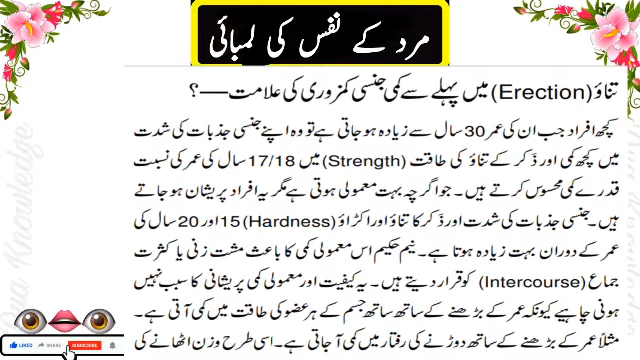 مرد کے نفس کی لمبائی
تناؤ (Erection) میں پہلے سے کمی جنسی کمزوری کی علامت —— ؟
کچھ افراد جب ان کی عمر 30 سال سے زیادہ ہو جاتی ہے تو وہ اپنے جنسی جذبات کی شدت
میں کچھ کمی اور ذَکر کے تناؤ کی طاقت (Strength) میں 17/18 سال کی عمر کی نسبت
قدرے کمی محسوس کرتے ہیں۔ جو اگرچہ بہت معمولی ہوتی ہے مگر یہ افراد پریشان ہو جاتے
ہیں۔ جنسی جذبات کی شدت اور ذَکر کا تناؤ اور اکڑاؤ (Hardness) 15 اور 20 سال کی
عمر کے دوران بہت زیادہ ہوتا ہے۔ نیم حکیم اس معمولی کمی کا باعث مشت زنی یا کثرت
جماع (Intercourse) کو قرار دیتے ہیں۔ یہ کیفیت اور معمولی کمی پریشانی کا سبب نہیں
ہونی چاہیے کیونکہ عمر کے بڑھنے کے ساتھ ساتھ جسم کے ہر عضو کی طاقت میں کمی آتی ہے۔
مثلاً عمر کے بڑھنے کے ساتھ دوڑنے کی رفتار میں کمی آ جاتی ہے۔ اسی طرح وزن اٹھانے کی
Knowledge
LIKED SHARE SUBSCRIBE